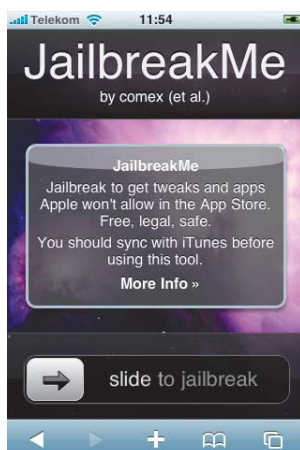 Telekom 11:54
JailbreakMe
by comex (et al.)
JailbreakMe
Jailbreak to get tweaks and apps
Apple won't allow in the App Store.
Free, legal, safe.
You should sync with iTunes before
using this tool.
More Info »
slide to jailbreak